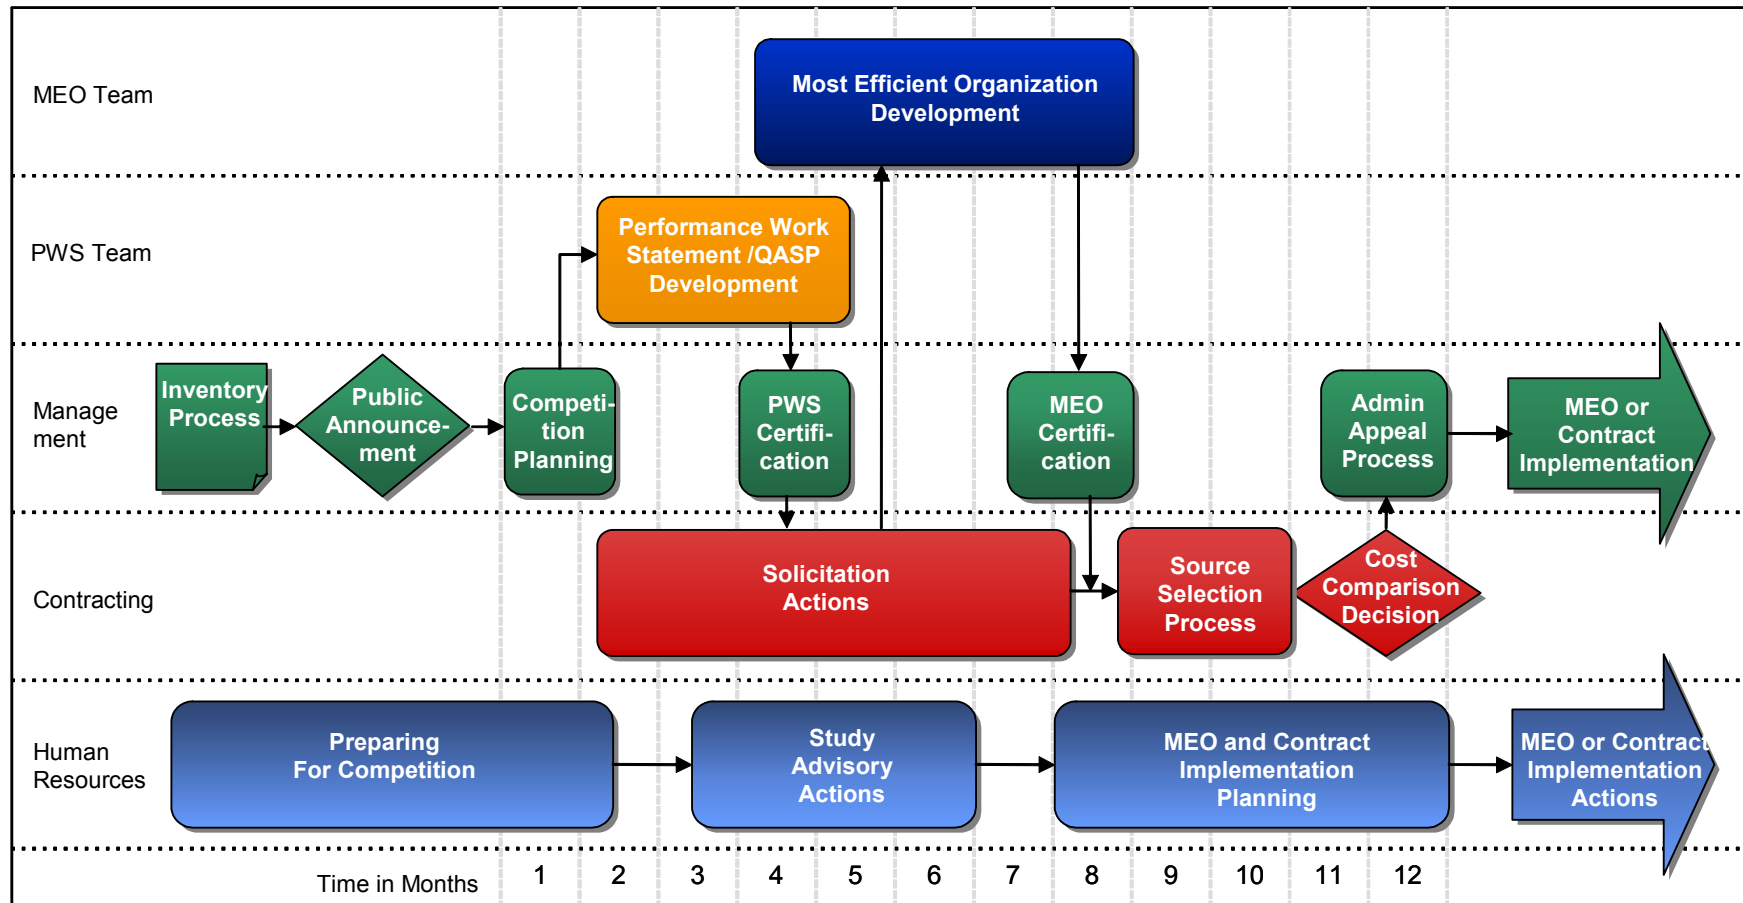 MEO Team
Most Efficient Organization
Development
PWS Team
Performance Work
Statement /QASP
Development
Manage
ment
Inventory
Process
Public
Announce-
ment
Competi-
tion
Planning
PWS
Certifi-
cation
MEO
Certifi-
cation
Admin
Appeal
Process
MEO or
Contract
Implementation
Contracting
Solicitation
Actions
Source
Selection
Process
Cost
Comparison
Decision
Human
Resources
Preparing
For Competition
Study
Advisory
Actions
MEO and Contract
Implementation
Planning
MEO or Contract
Implementation
Actions
Time in Months 1 2 3 4 5 6 7 8 9 10 11 12